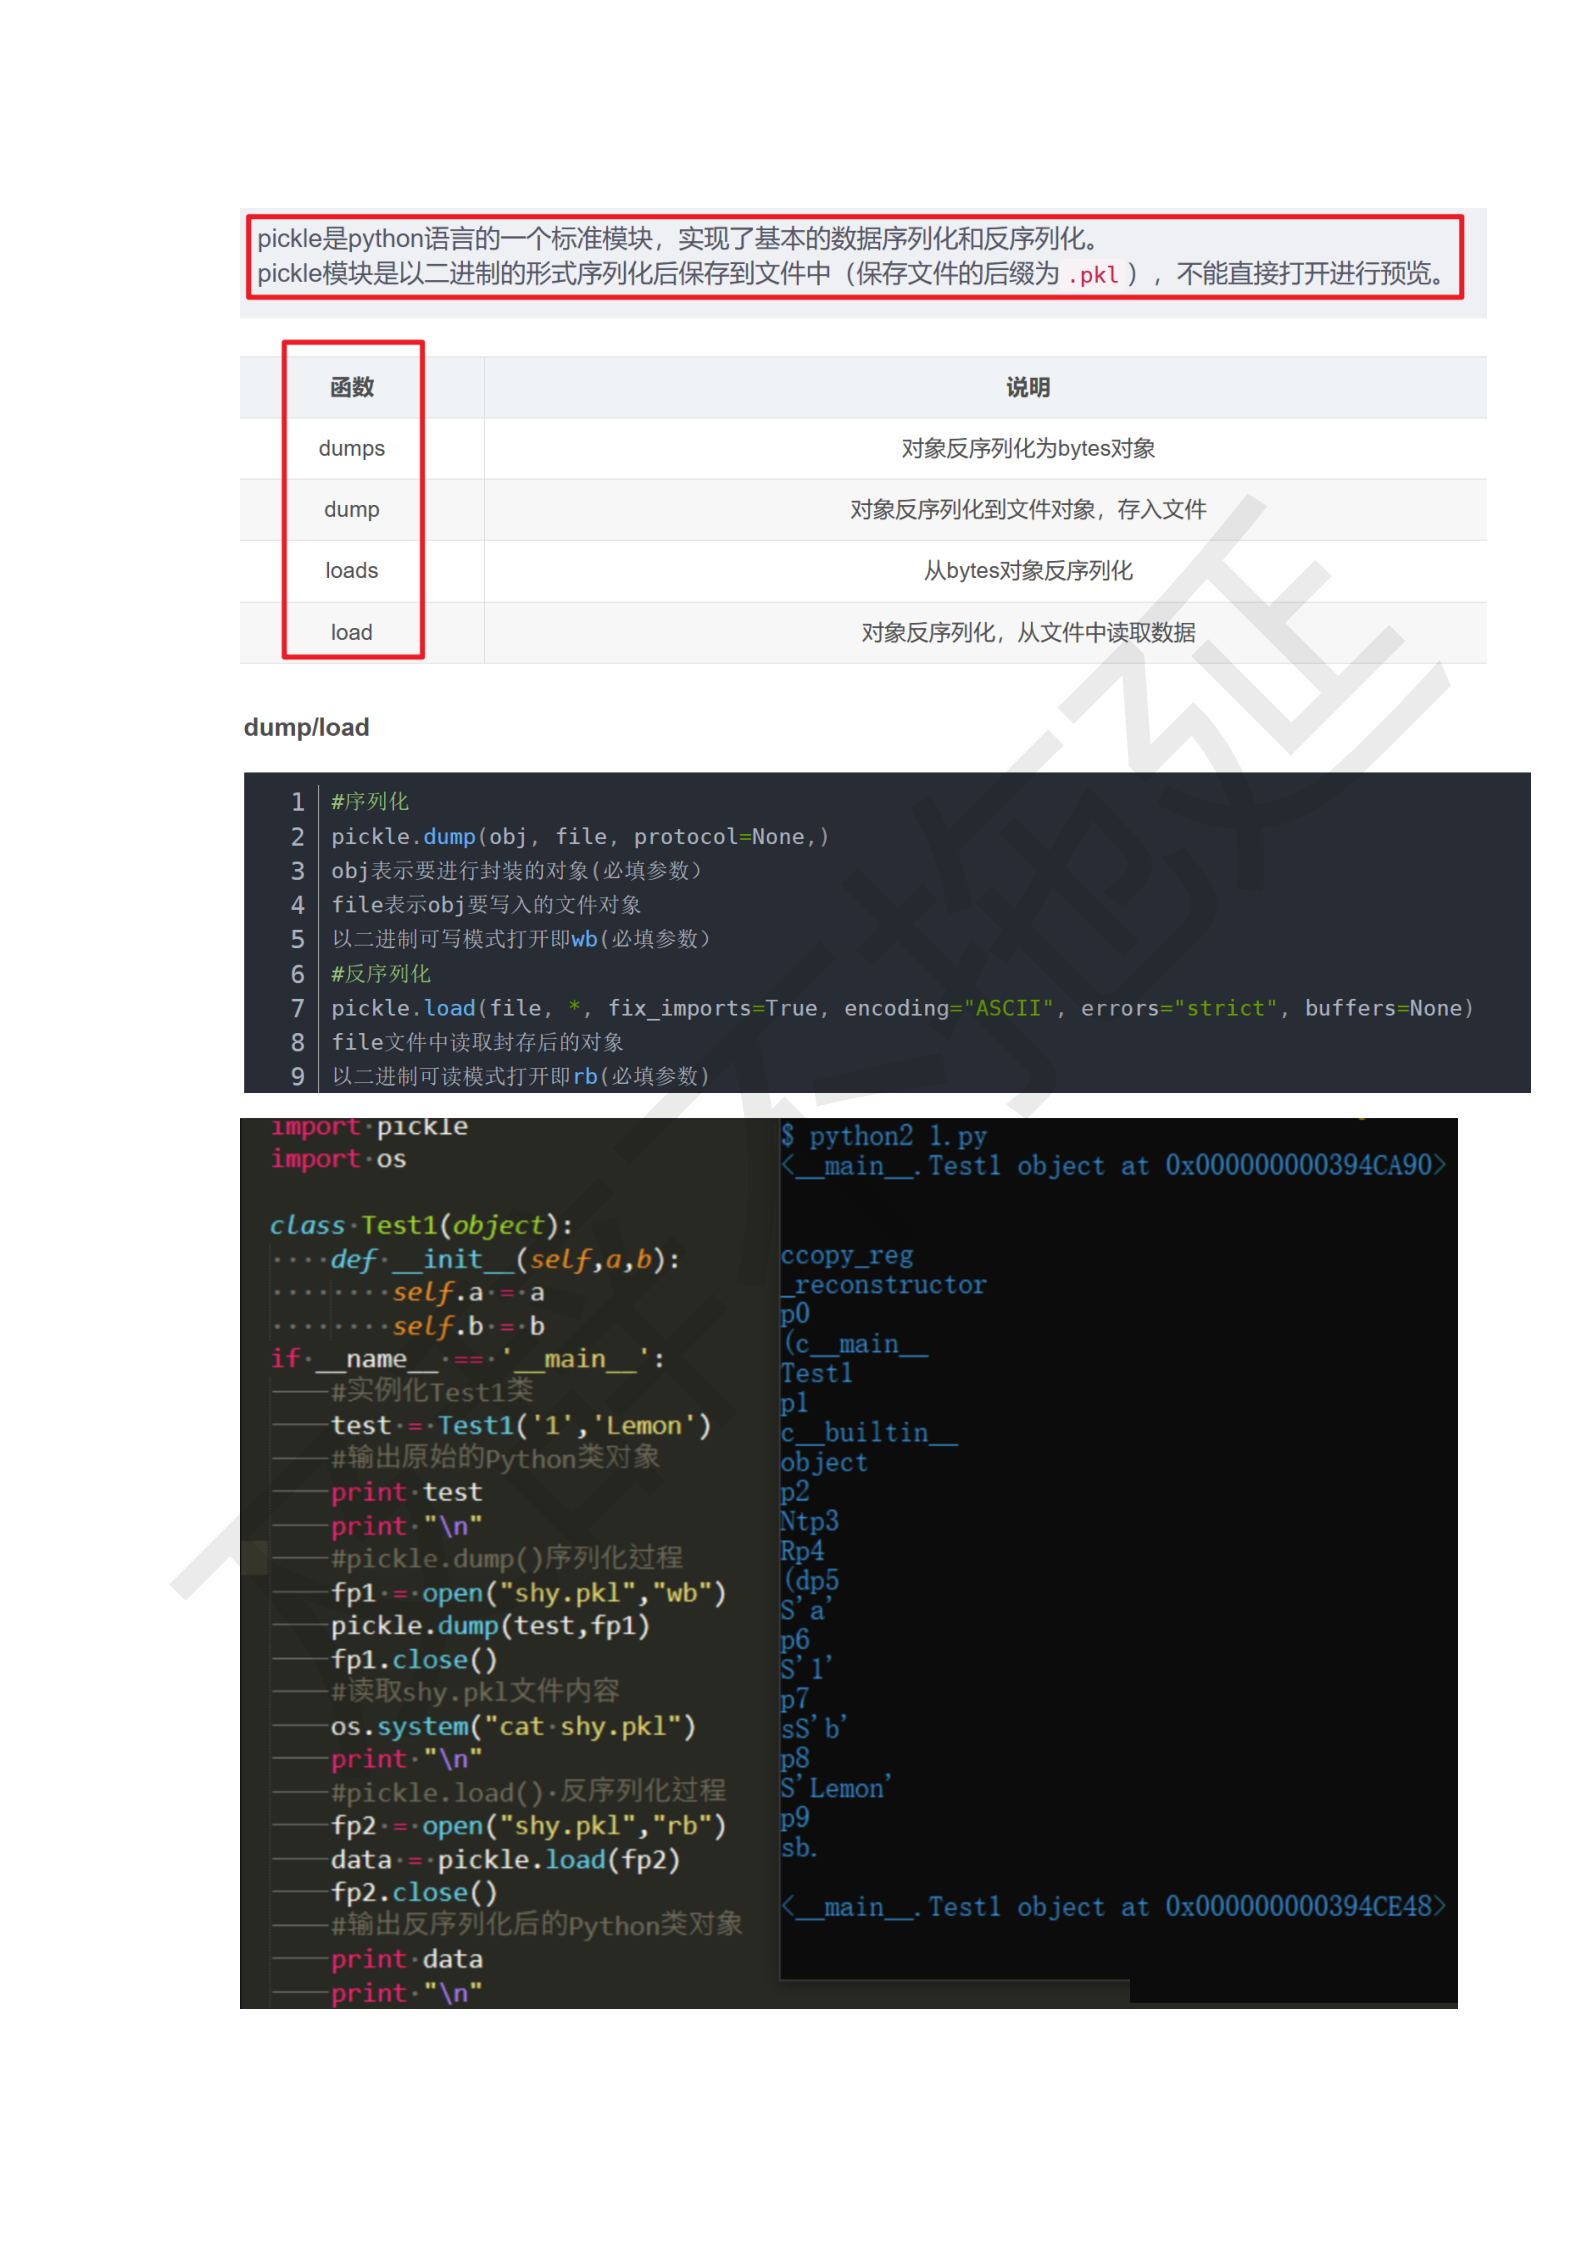 pickle是python语言的一个标准模块，实现了基本的数据序列化和反序列化。
pickle模块是以二进制的形式序列化后保存到文件中（保存文件的后缀为.pkl），不能直接打开进行预览。
函数 说明
dumps 对象反序列化为bytes对象
dump 对象反序列化到文件对象，存入文件
loads 从bytes对象反序列化
load 对象反序列化，从文件中读取数据
dump/load
1 #序列化
2 pickle.dump(obj, file, protocol=None,)
3 obj表示要进行封装的对象(必填参数）
4 file表示obj要写入的文件对象
5 以二进制可写模式打开即wb(必填参数）
6 #反序列化
7 pickle.load(file, *, fix_imports=True, encoding="ASCII", errors="strict", buffers=None)
8 file文件中读取封存后的对象
9 以二进制可读模式打开即rb(必填参数)
import pickle
import os
class Test1(object):
def __init__(self,a,b):
self.a = a
self.b = b
if __name__ == '__main__':
#实例化Test1类
test = Test1('1','Lemon')
#输出原始的Python类对象
print test
print "\n"
#pickle.dump()序列化过程
fp1 = open("shy.pkl","wb")
pickle.dump(test,fp1)
fp1.close()
#读取shy.pkl文件内容
os.system("cat shy.pkl")
print "\n"
#pickle.load() 反序列化过程
fp2 = open("shy.pkl","rb")
data = pickle.load(fp2)
fp2.close()
#输出反序列化后的Python类对象
print data
print "\n"
$ python2 1.py
<__main__.Test1 object at 0x000000000394CA90>
ccopy_reg
_reconstructor
p0
(c__main__
Test1
p1
c__builtin__
object
p2
Ntp3
Rp4
(dp5
S'a'
p6
S'1'
p7
sS'b'
p8
S'Lemon'
p9
sb.
<__main__.Test1 object at 0x000000000394CE48>